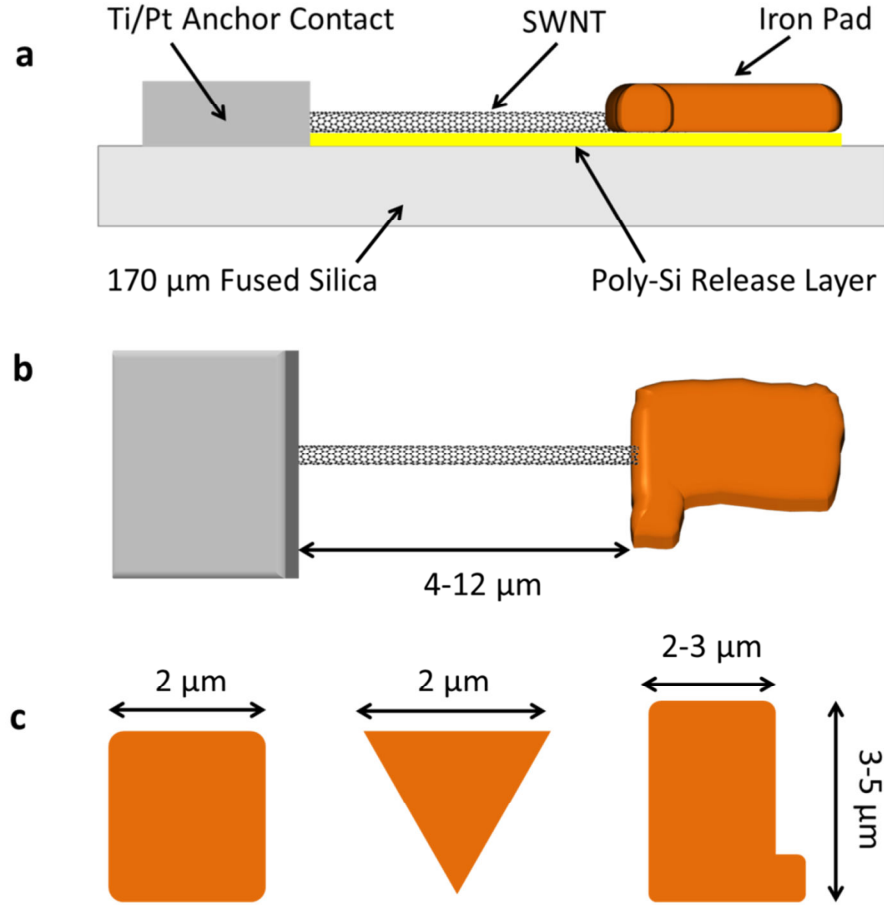 Ti/Pt Anchor Contact SWNT Iron Pad
a
170 μm Fused Silica Poly-Si Release Layer
b
4-12 μm
2-3 μm
2 μm 2 μm
c
3-5 μm